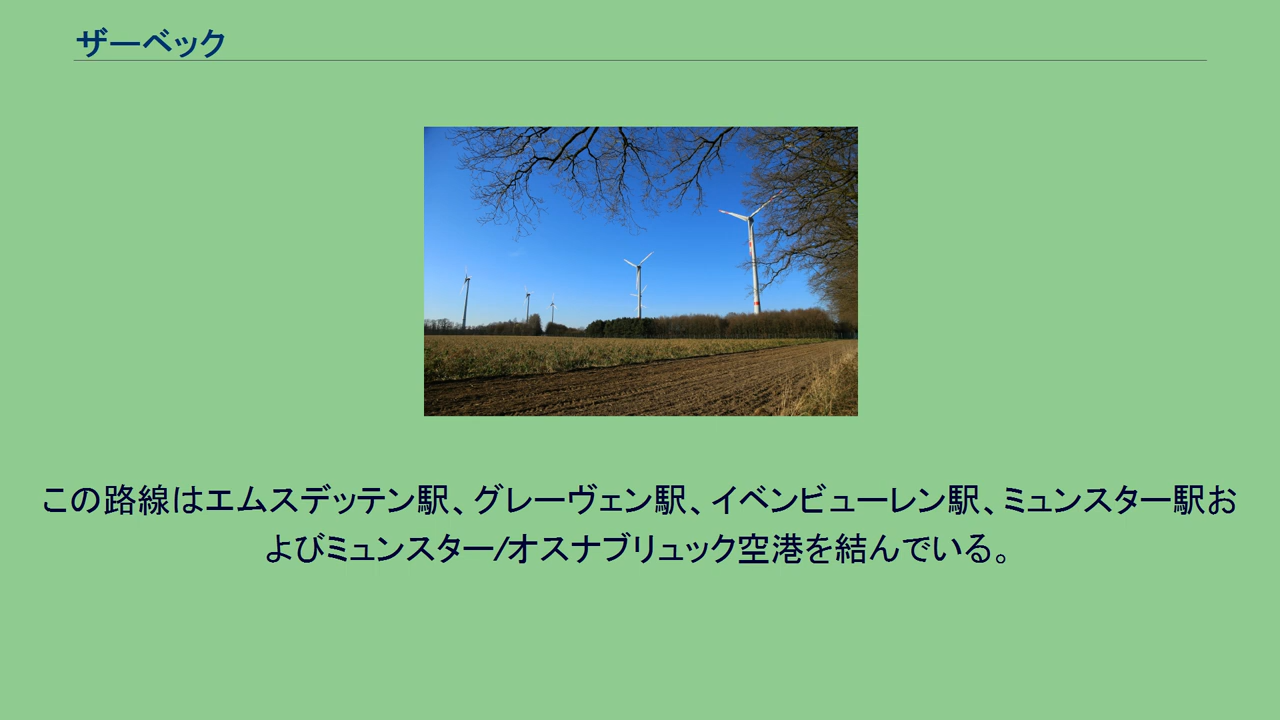 ザーベック
この路線はエムスデッテン駅、グレーヴェン駅、イベンビューレン駅、ミュンスター駅お
よびミュンスター/オスナブリュック空港を結んでいる。